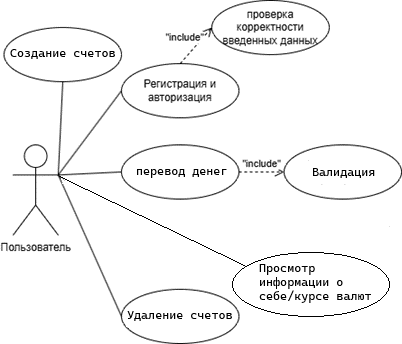 проверка
корректности
введенных данных
"include"
Создание счетов
Регистрация и
авторизация
перевод денег
"include"
Валидация
Пользователь
Просмотр
информации о
себе/курсе валют
Удаление счетов